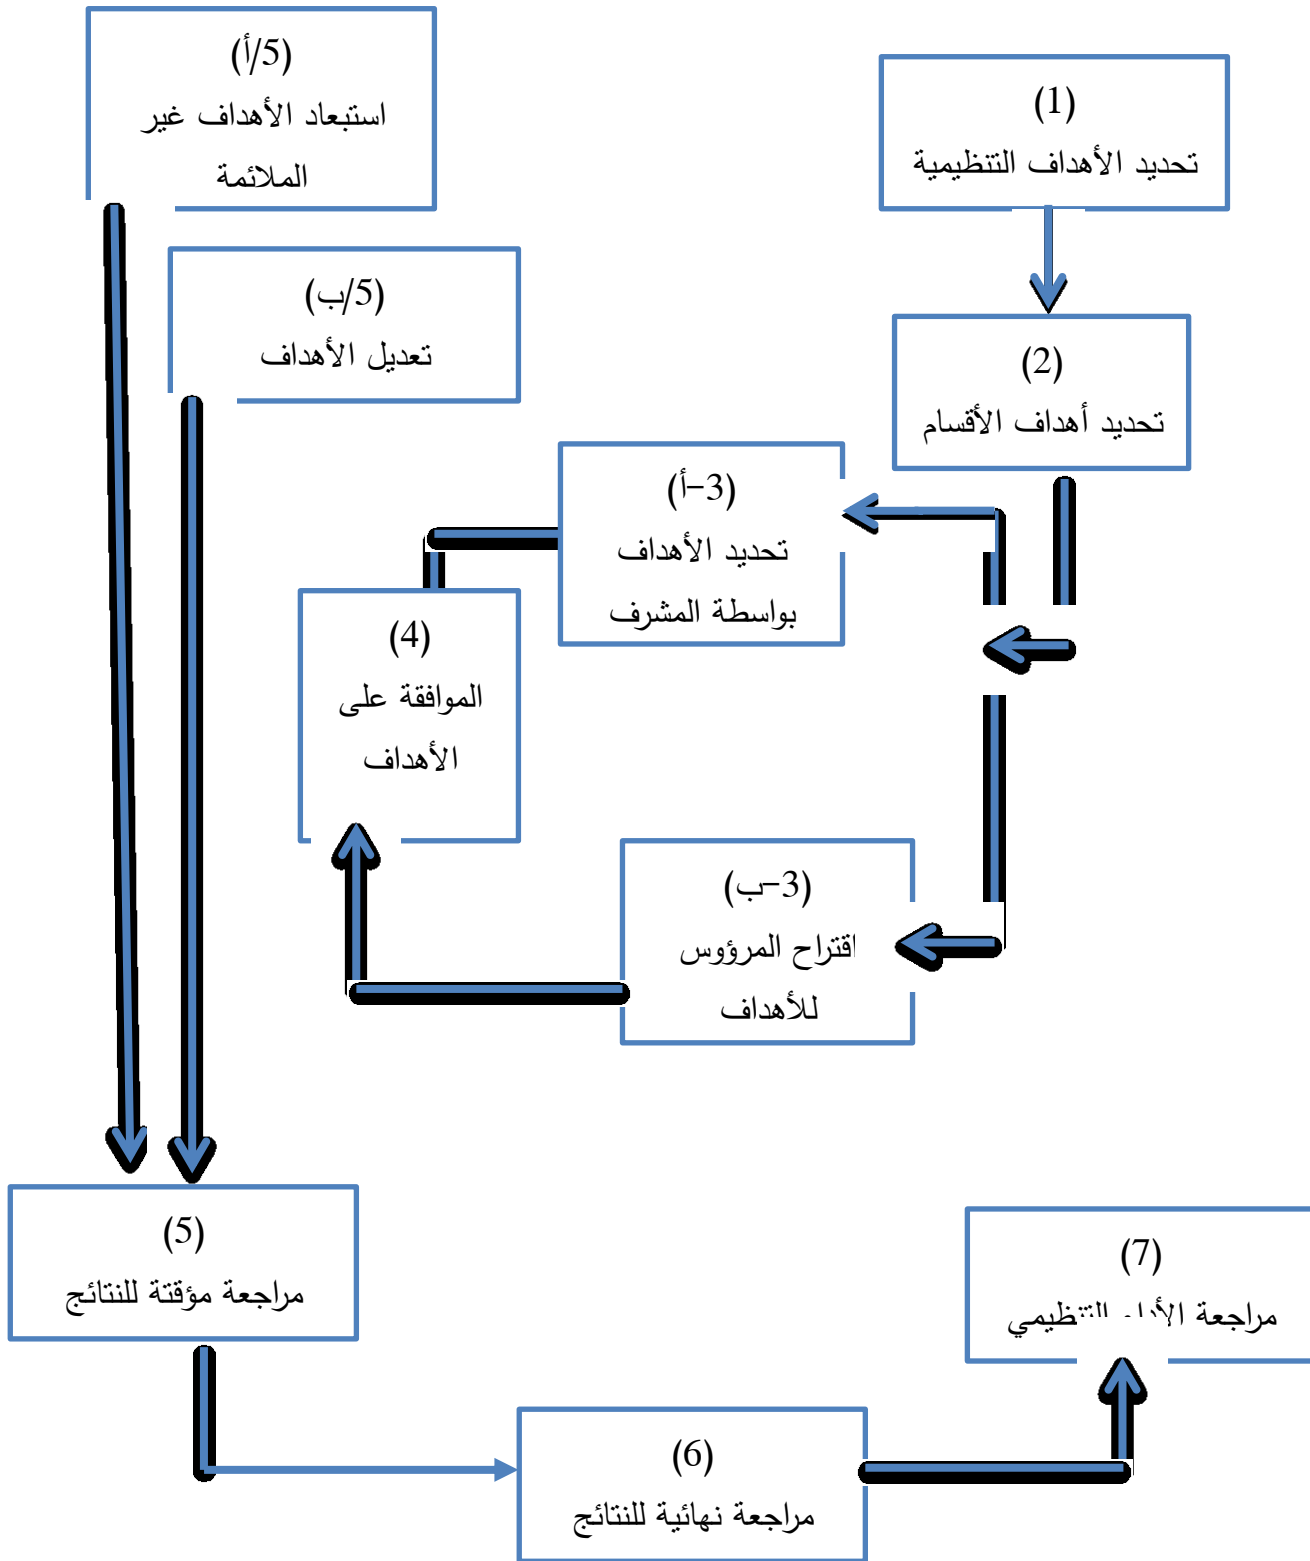 (1)
تحديد الأهداف التنظيمية
(2)
تحديد أهداف الأقسام
(3-أ)
تحديد الأهداف
بواسطة المشرف
(3-ب)
اقتراح المرؤوس
للأهداف
(4)
الموافقة على
الأهداف
(5/أ)
استبعاد الأهداف غير
الملائمة
(5/ب)
تعديل الأهداف
(5)
مراجعة مؤقتة للنتائج
(6)
مراجعة نهائية للنتائج
(7)
مراجعة الأداء التنظيمي